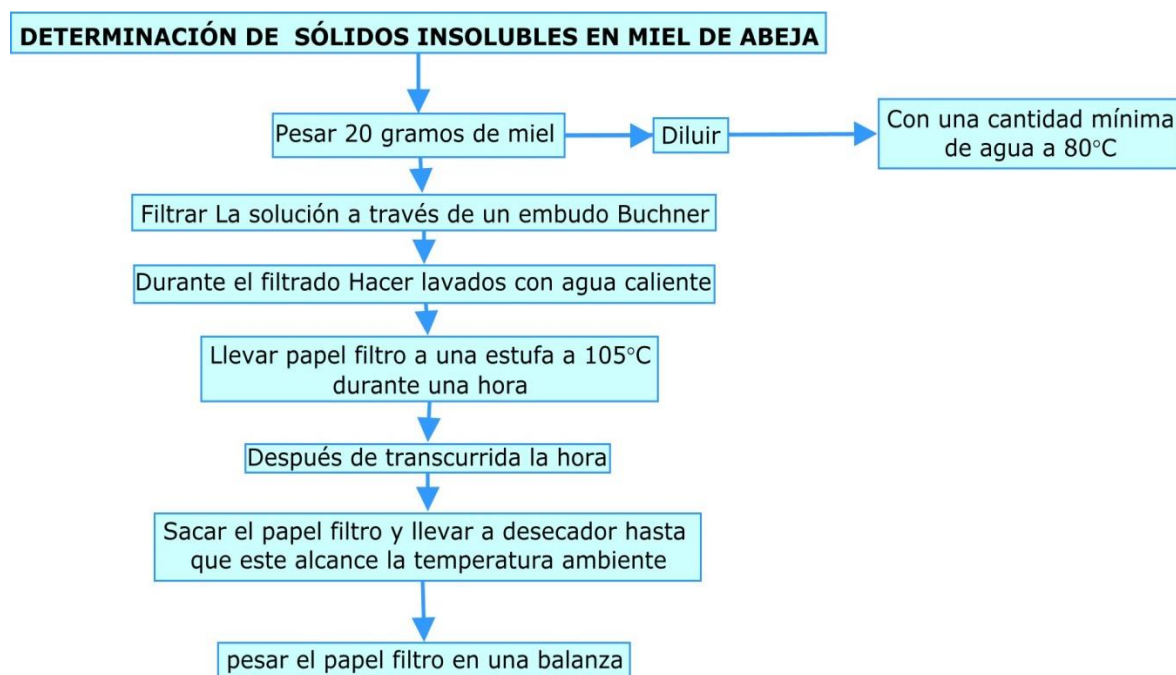 DETERMINACIÓN DE SÓLIDOS INSOLUBLES EN MIEL DE ABEJA
Pesar 20 gramos de miel
Diluir
Con una cantidad mínima
de agua a 80°C
Filtrar La solución a través de un embudo Buchner
Durante el filtrado Hacer lavados con agua caliente
Llevar papel filtro a una estufa a 105°C
durante una hora
Después de transcurrida la hora
Sacar el papel filtro y llevar a desecador hasta
que este alcance la temperatura ambiente
pesar el papel filtro en una balanza